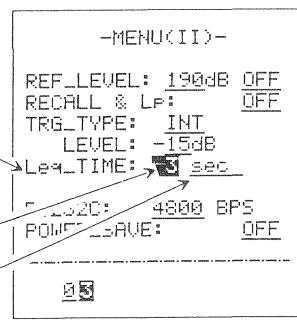 -MENU(II)-
REF_LEVEL: 190dB OFF
RECALL & Lp: OFF
TRG_TYPE: INT
LEVEL: -15dB
Leq_TIME: 3 sec
4800 BPS
OFF
03